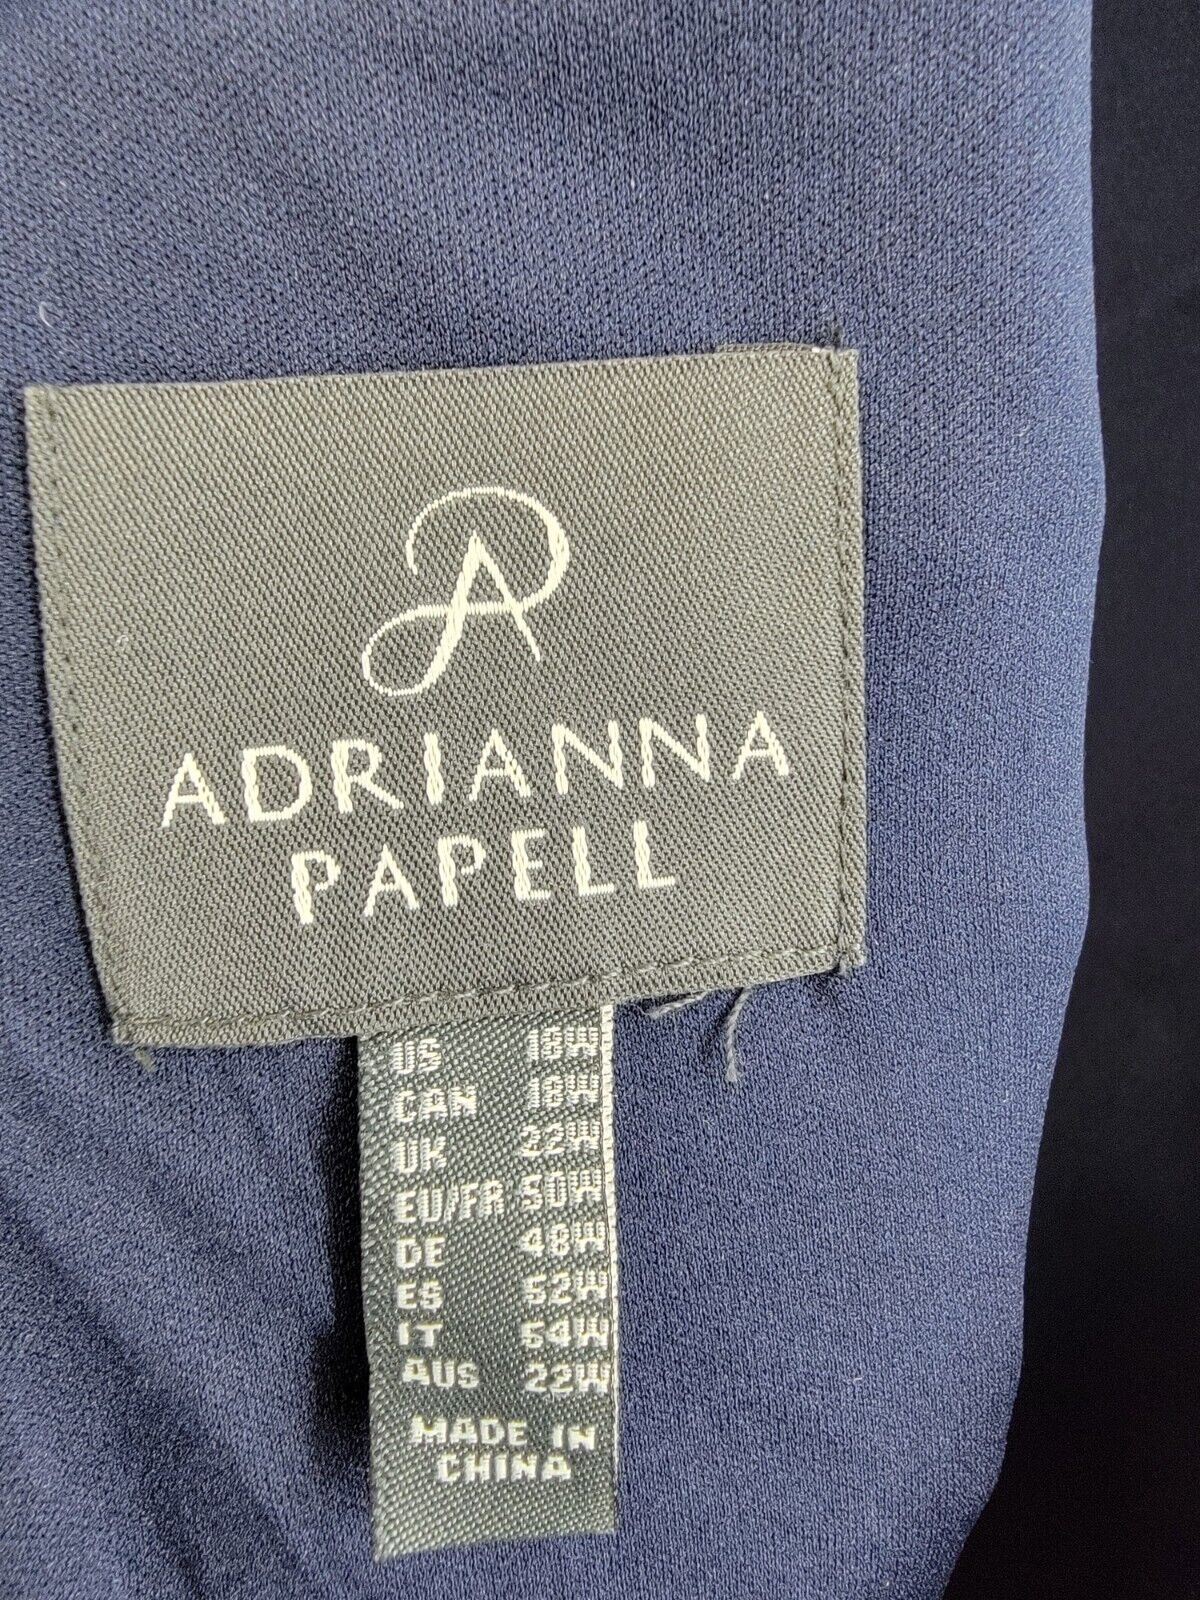 ADRIANNA
PAPELL
US 18W
CAN 18W
UK 22W
EU/FR 50W
DE 48W
ES 52W
IT 54W
AUS 22W
MADE IN
CHINA